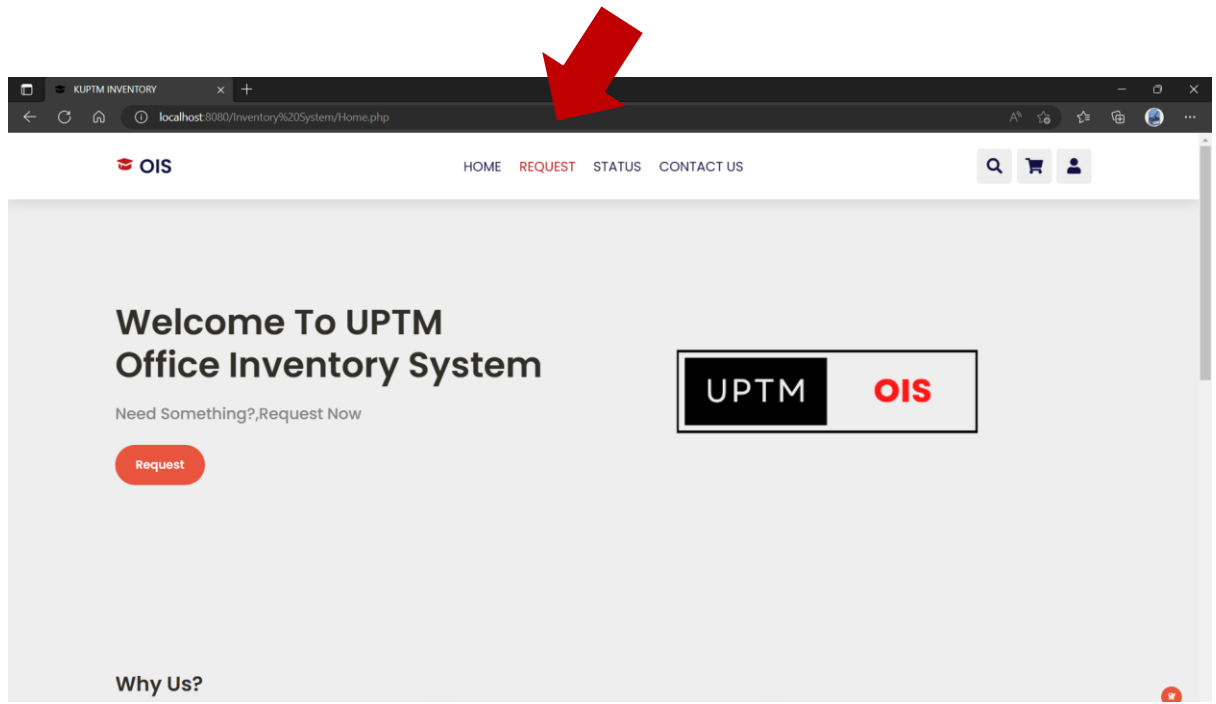 KUPTM INVENTORY
localhost:8080/Inventory%20System/Home.php
OIS
HOME REQUEST STATUS CONTACT US
Welcome To UPTM
Office Inventory System
Need Something?,Request Now
Request
UPTM OIS
Why Us?